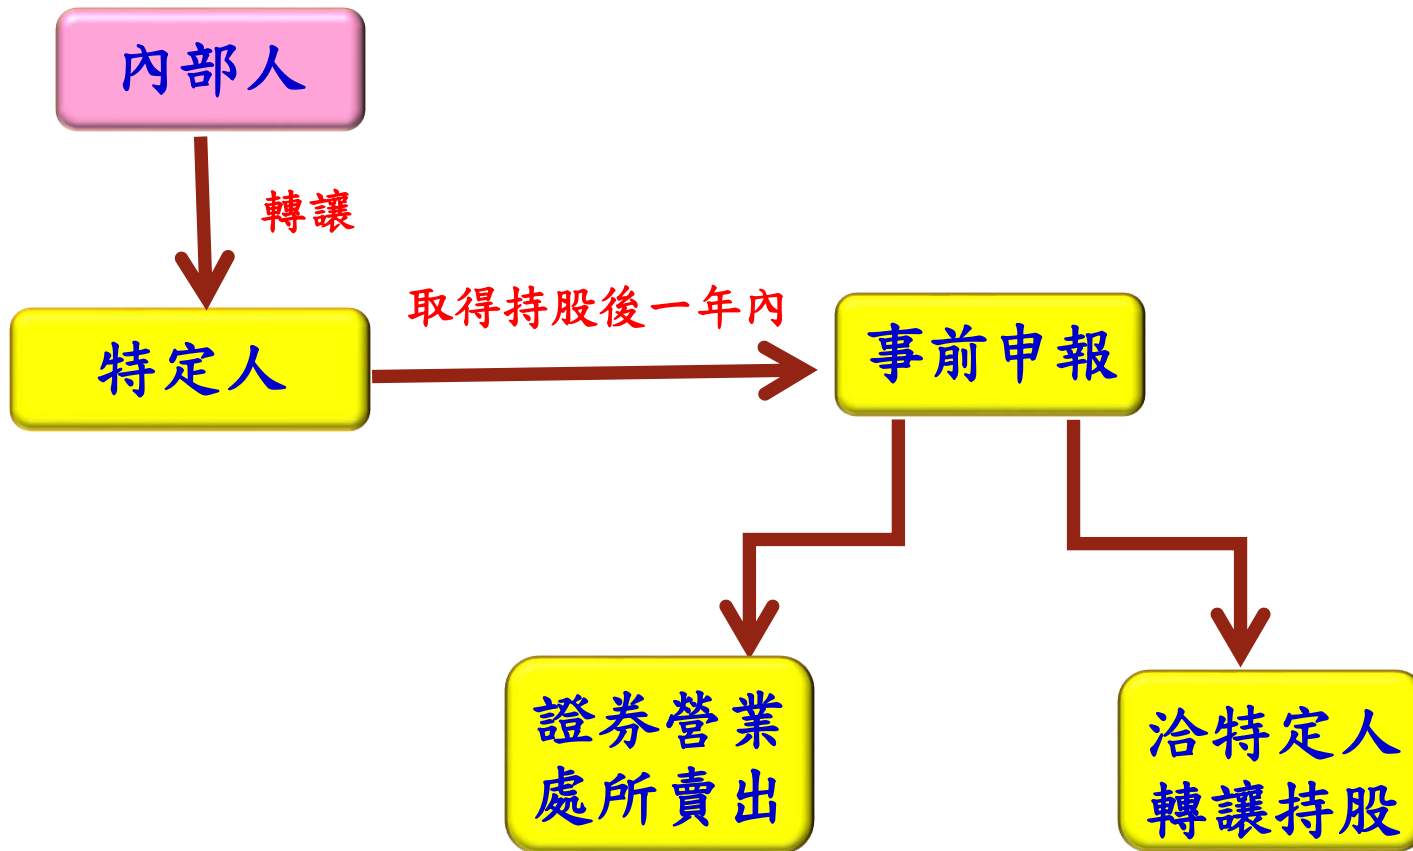 內部人
轉讓
取得持股後一年內
特定人
事前申報
證券營業
處所賣出
洽特定人
轉讓持股